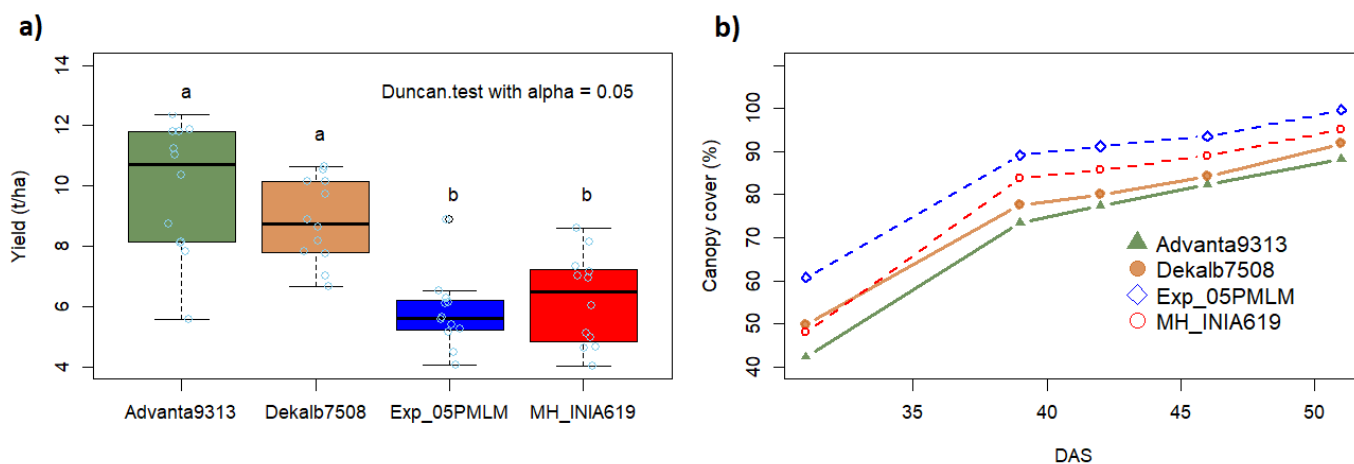 a)
14
12
10
8
6
4
Yield (t/ha)
a
a
b
b
Duncan.test with alpha = 0.05
Advanta9313
Dekalb7508
Exp_05PMLM
MH_INIA619
b)
100
90
80
70
60
50
40
Canopy cover (%)
Advanta9313
Dekalb7508
Exp_05PMLM
MH_INIA619
35
40
45
50
DAS